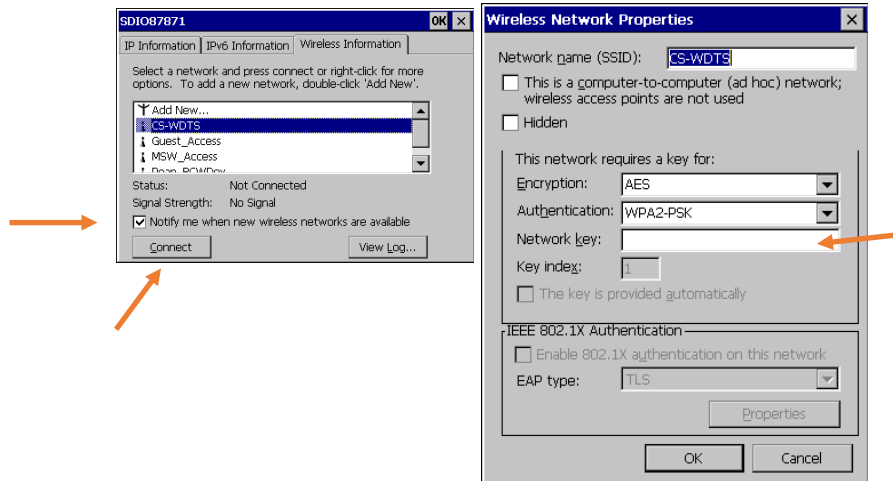 SDIO87871 OK
IP Information IPv6 Information Wireless Information
Select a network and press connect or right-click for more
options. To add a new network, double-click 'Add New'.
Add New...
CS-WDTS
Guest_Access
MSW_Access
Status: Not Connected
Signal Strength: No Signal
Notify me when new wireless networks are available
Connect View Log...
Wireless Network Properties
Network name (SSID): CS-WDTS
This is a computer-to-computer (ad hoc) network;
wireless access points are not used
Hidden
This network requires a key for:
Encryption: AES
Authentication: WPA2-PSK
Network key:
Key index: 1
The key is provided automatically
IEEE 802.1X Authentication
Enable 802.1X authentication on this network
EAP type: TLS
Properties
OK Cancel